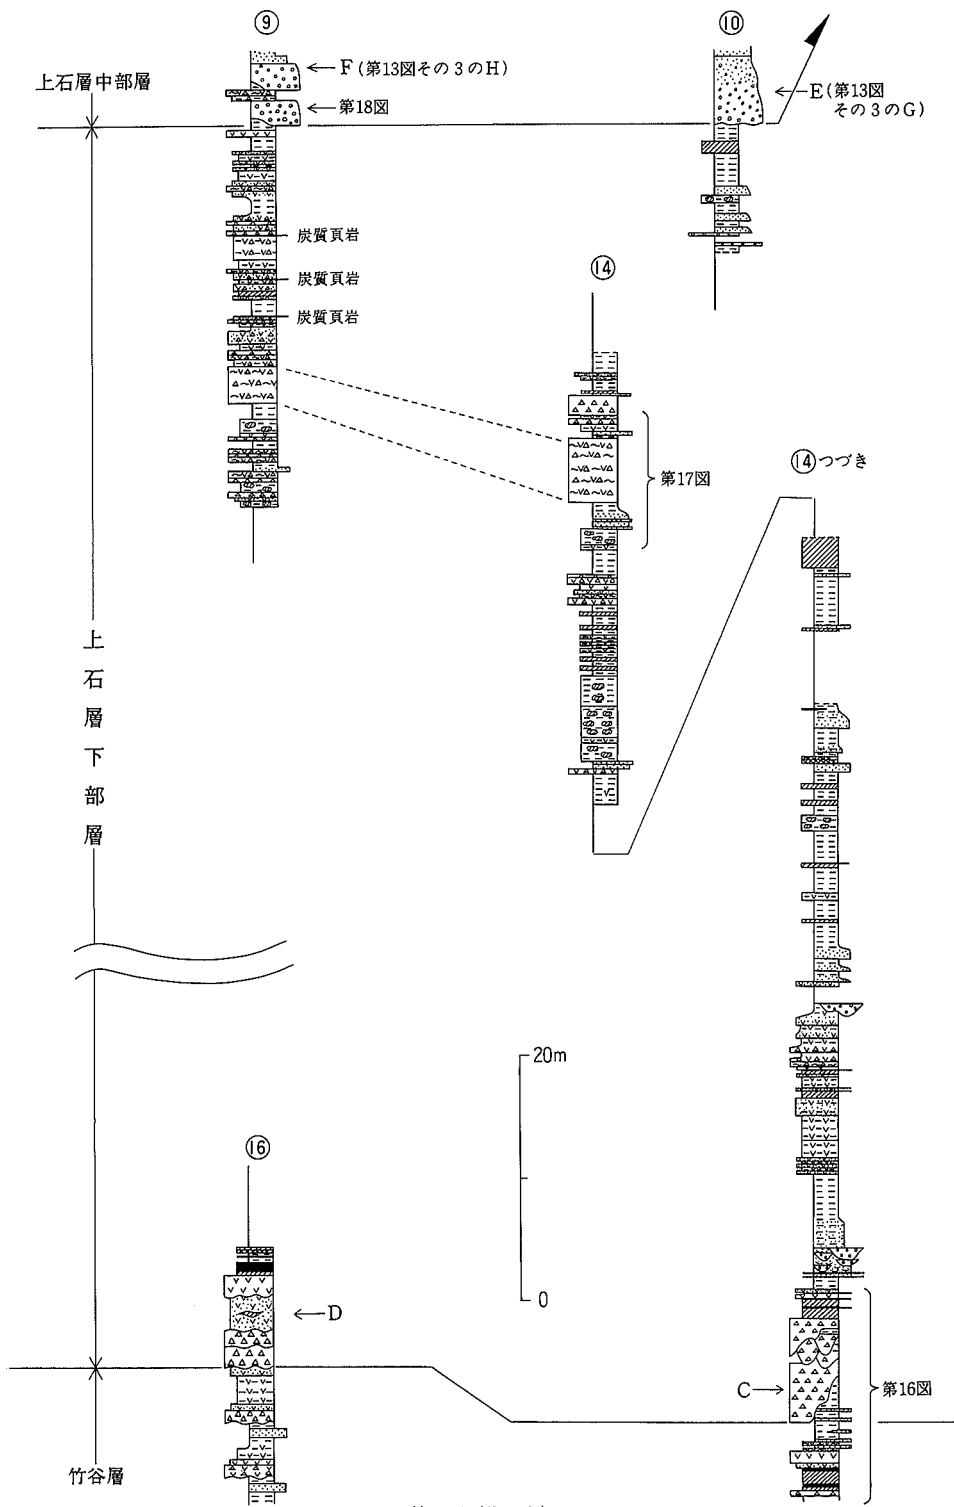 ⑨
⑩
上石層中部層
F(第13図その3のH)
第18図
E(第13図
その3のG)
炭質頁岩
炭質頁岩
炭質頁岩
⑭
第17図
⑭つづき
上石層下部層
20m
0
⑯
D
C
第16図
竹谷層